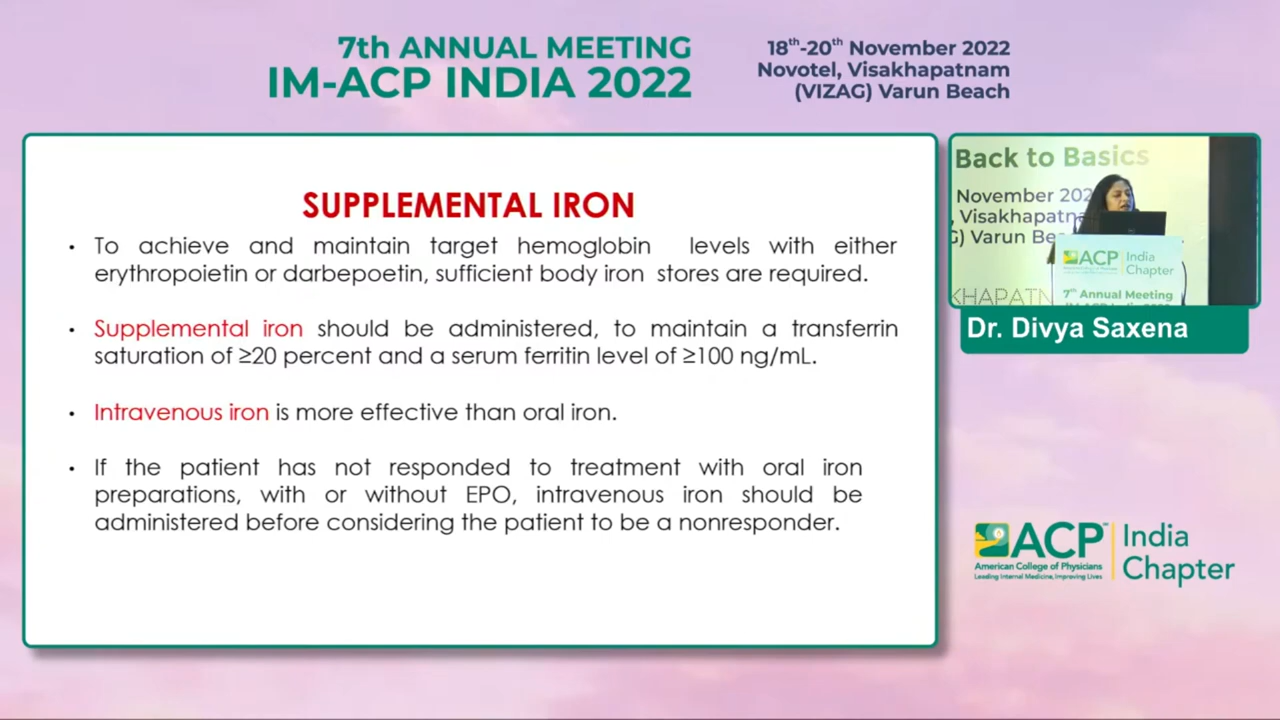 7th ANNUAL MEETING
IM-ACP INDIA 2022
18th-20th November 2022
Novotel, Visakhapatnam
(VIZAG) Varun Beach
SUPPLEMENTAL IRON
• To achieve and maintain target hemoglobin levels with either
erythropoietin or darbepoetin, sufficient body iron stores are required.
• Supplemental iron should be administered, to maintain a transferrin
saturation of ≥20 percent and a serum ferritin level of ≥100 ng/mL.
• Intravenous iron is more effective than oral iron.
• If the patient has not responded to treatment with oral iron
preparations, with or without EPO, intravenous iron should be
administered before considering the patient to be a nonresponder.
Back to Basics
November 202
, Visakhapatna
G) Varun Be
KHAPATN
ACP India
Chapter
7th Annual Meeting
Dr. Divya Saxena
ACP™ India
American College of Physicians
Leading Internal Medicine, Improving Lives
Chapter